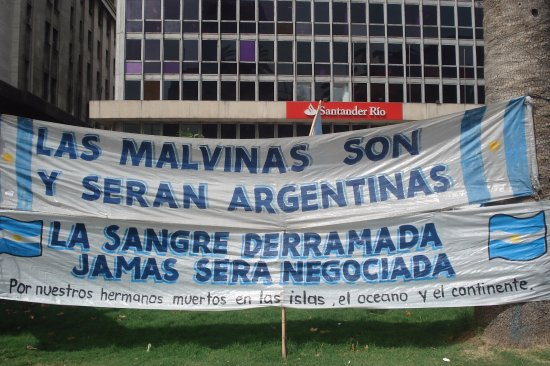 Santander Río
LAS MALVINAS SON
Y SERAN ARGENTINAS
LA SANGRE DERRAMADA
JAMAS SERA NEGOCIADA
Por nuestros hermanos muertos en las islas, el oceano y el continente.